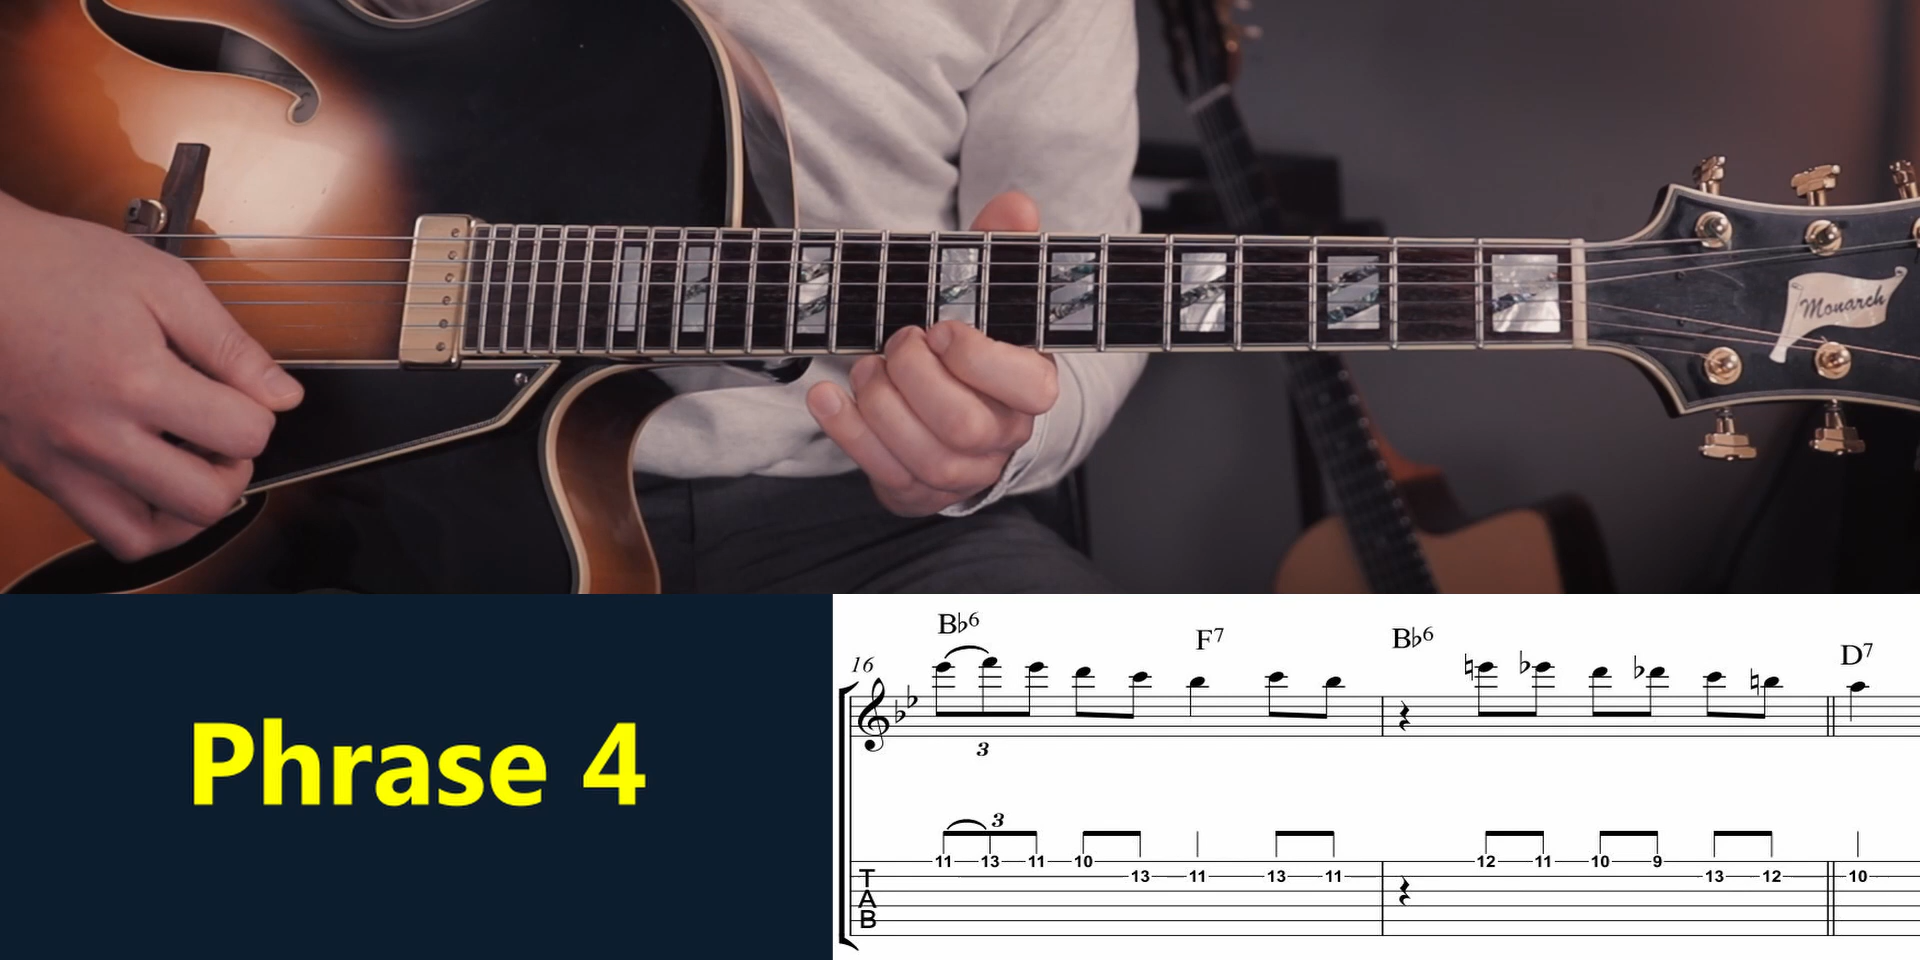 Monarch
Phrase 4
B♭6 F7 B♭6 D7
16
3
3
11 13 11 10 12 11 10 9
T 13 11 13 11 13 12 10
A
B